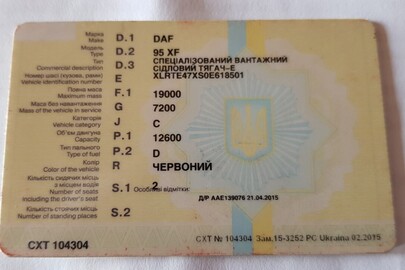 Марка
Make D.1 DAF
Модель
Type D.2 95 XF
Тип
Commercial description D.3 СПЕЦІАЛІЗОВАНИЙ ВАНТАЖНИЙ
СІДЛОВИЙ ТЯГАЧ-Е
Номер шасі (кузова, рами)
Vehicle identification number E XLRTE47XS0E618501
Повна маса
Maximum mass F.1 19000
Маса без навантаження
Mass of the vehicle in service G 7200
Категорія
Vehicle category J C
Об'єм двигуна
Capacity P.1 12600
Тип пального
Type of fuel P.2 D
Колір
Color of the vehicle R ЧЕРВОНИЙ
Кількість сидячих місць
з місцем водія
Number of seats
including the driver's seat S.1 2
Особливі відмітки:
Д/Р ААЕ139076 21.04.2015
Кількість стоячих місць
Number of standing places S.2
СХТ 104304
СХТ № 104304 Зам.15-3252 РС Ukraina 02.2015